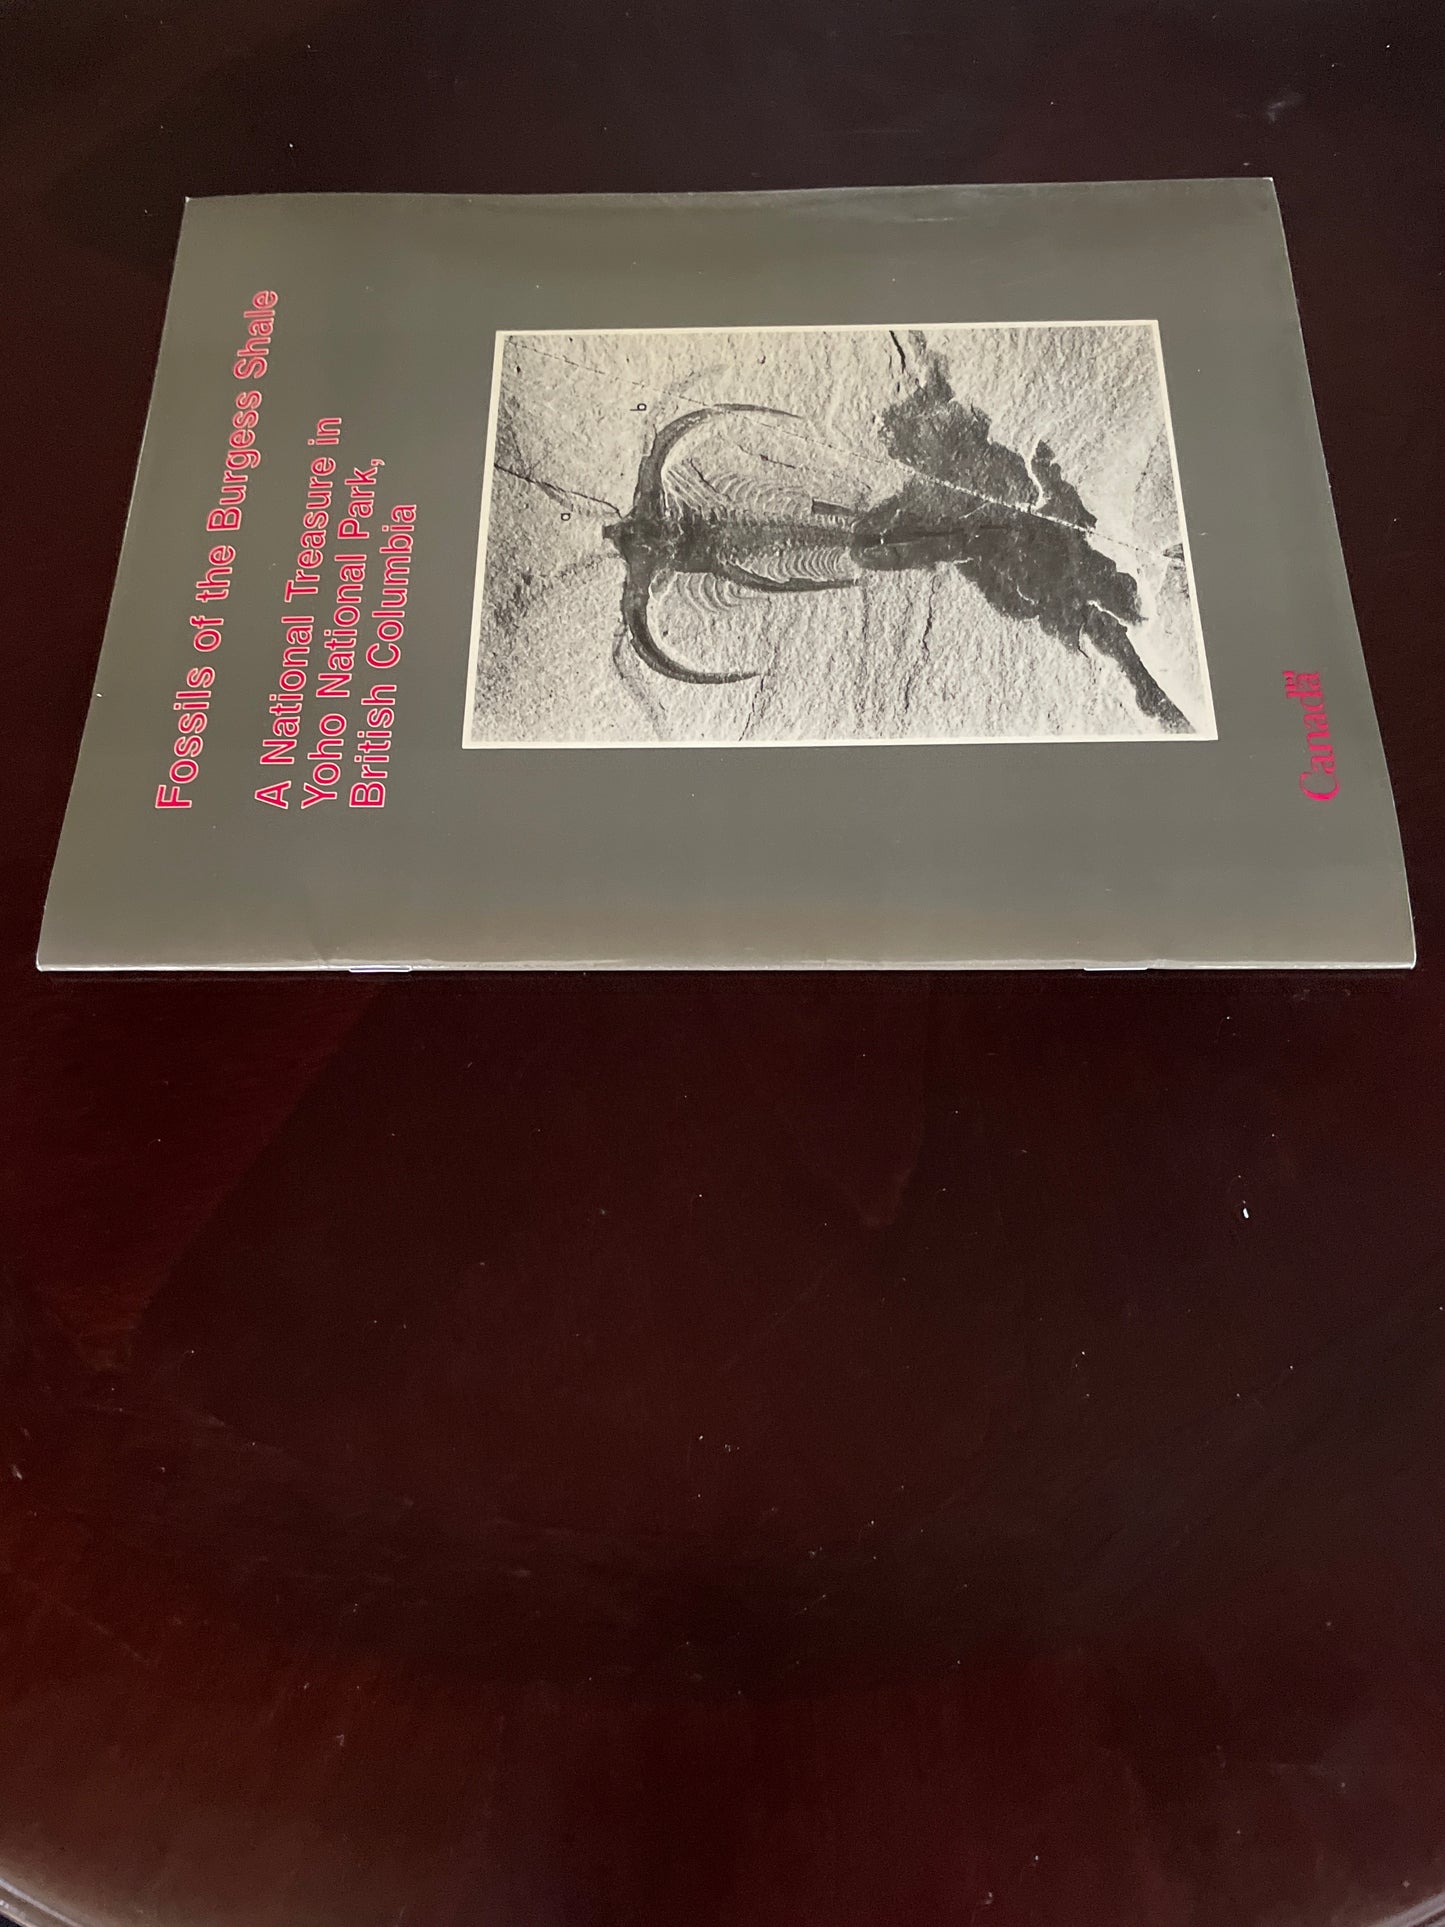 Fossils of the Burgess Shale
A National Treasure in
Yoho National Park,
British Columbia
a
b
Canada